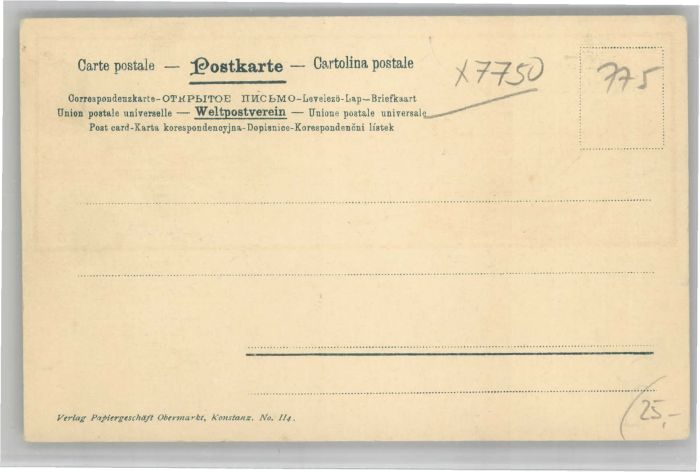 Carte postale — Postkarte — Cartolina postale
x7750
775
Correspondenzkarte-ОТКРЫТОЕ ПИСЬМО-Levelező-Lap-Briefkaart
Union postale universelle — Weltpostverein — Unione postale universale
Post card-Karta korespondencyjna-Dopisnice-Korespondenční lístek
Verlag Papiergeschäft Obermarkt, Konstanz. No. 114.
25,-